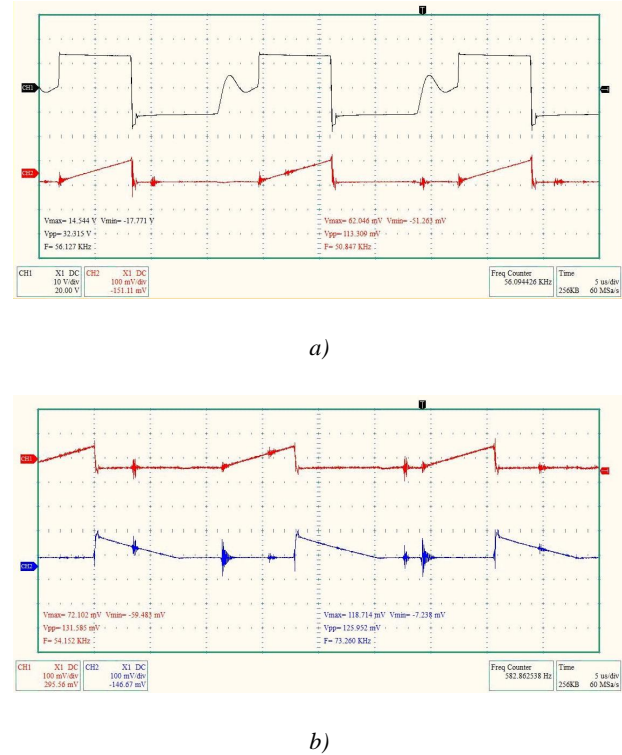 T
CH1
CH2
Vmax= 14.544 V Vmin= -17.771 V
Vpp= 32.315 V
F= 56.127 KHz
Vmax= 62.046 mV Vmin= -51.263 mV
Vpp= 113.309 mV
F= 50.847 KHz
CH1 X1 DC
10 V/div
20.00 V
CH2 X1 DC
100 mV/div
-151.11 mV
Freq Counter
56.094426 KHz
Time
5 us/div
256KB 60 MSa/s
a)
T
CH1
CH2
Vmax= 72.102 mV Vmin= -59.483 mV
Vpp= 131.585 mV
F= 54.152 KHz
Vmax= 118.714 mV Vmin= -7.238 mV
Vpp= 125.952 mV
F= 73.260 KHz
CH1 X1 DC
100 mV/div
295.56 mV
CH2 X1 DC
100 mV/div
-146.67 mV
Freq Counter
582.862538 Hz
Time
5 us/div
256KB 60 MSa/s
b)